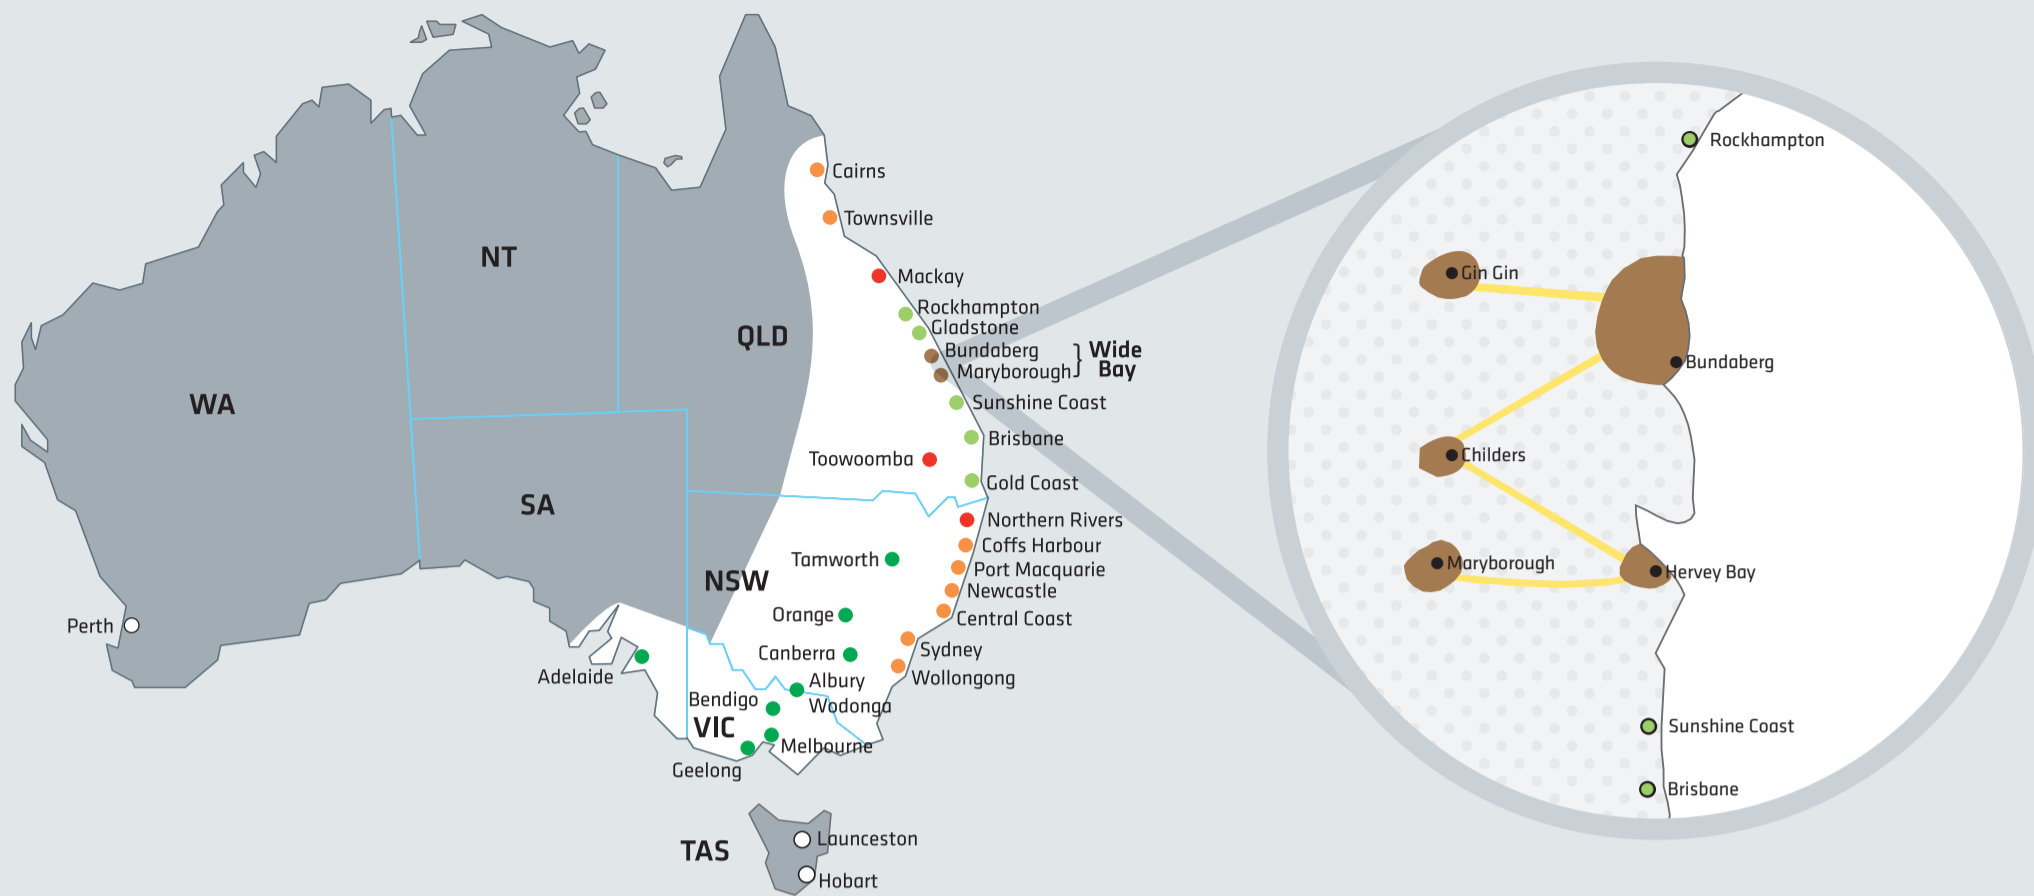 NT
WA
SA
QLD
NSW
VIC
TAS
Cairns
Townsville
Mackay
Rockhampton
Gladstone
Bundaberg
Maryborough
} Wide
Bay
Sunshine Coast
Brisbane
Toowoomba
Gold Coast
Northern Rivers
Coffs Harbour
Tamworth
Port Macquarie
Newcastle
Orange
Central Coast
Sydney
Canberra
Wollongong
Albury
Wodonga
Bendigo
Melbourne
Geelong
Adelaide
Perth
Launceston
Hobart
Rockhampton
Gin Gin
Bundaberg
Childers
Maryborough
Hervey Bay
Sunshine Coast
Brisbane